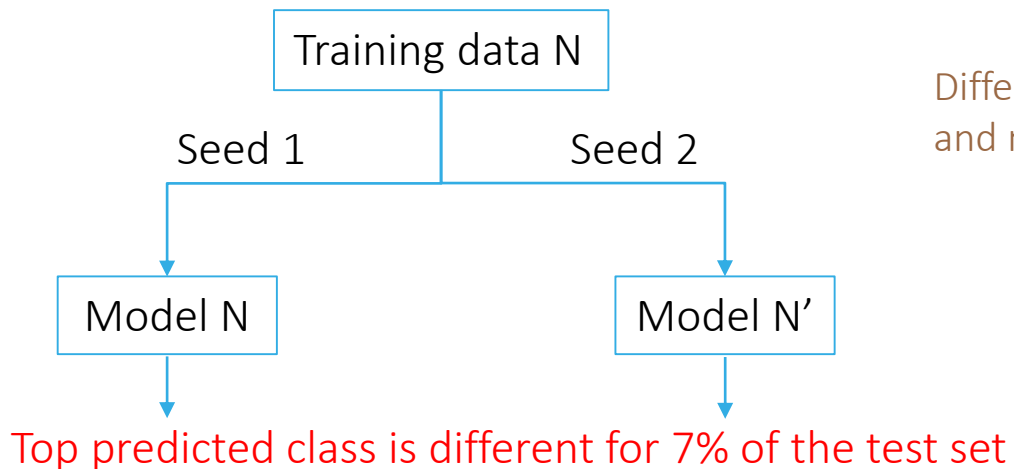 Training data N
Seed 1
Seed 2
Model N
Model N’
Top predicted class is different for 7% of the test set
and